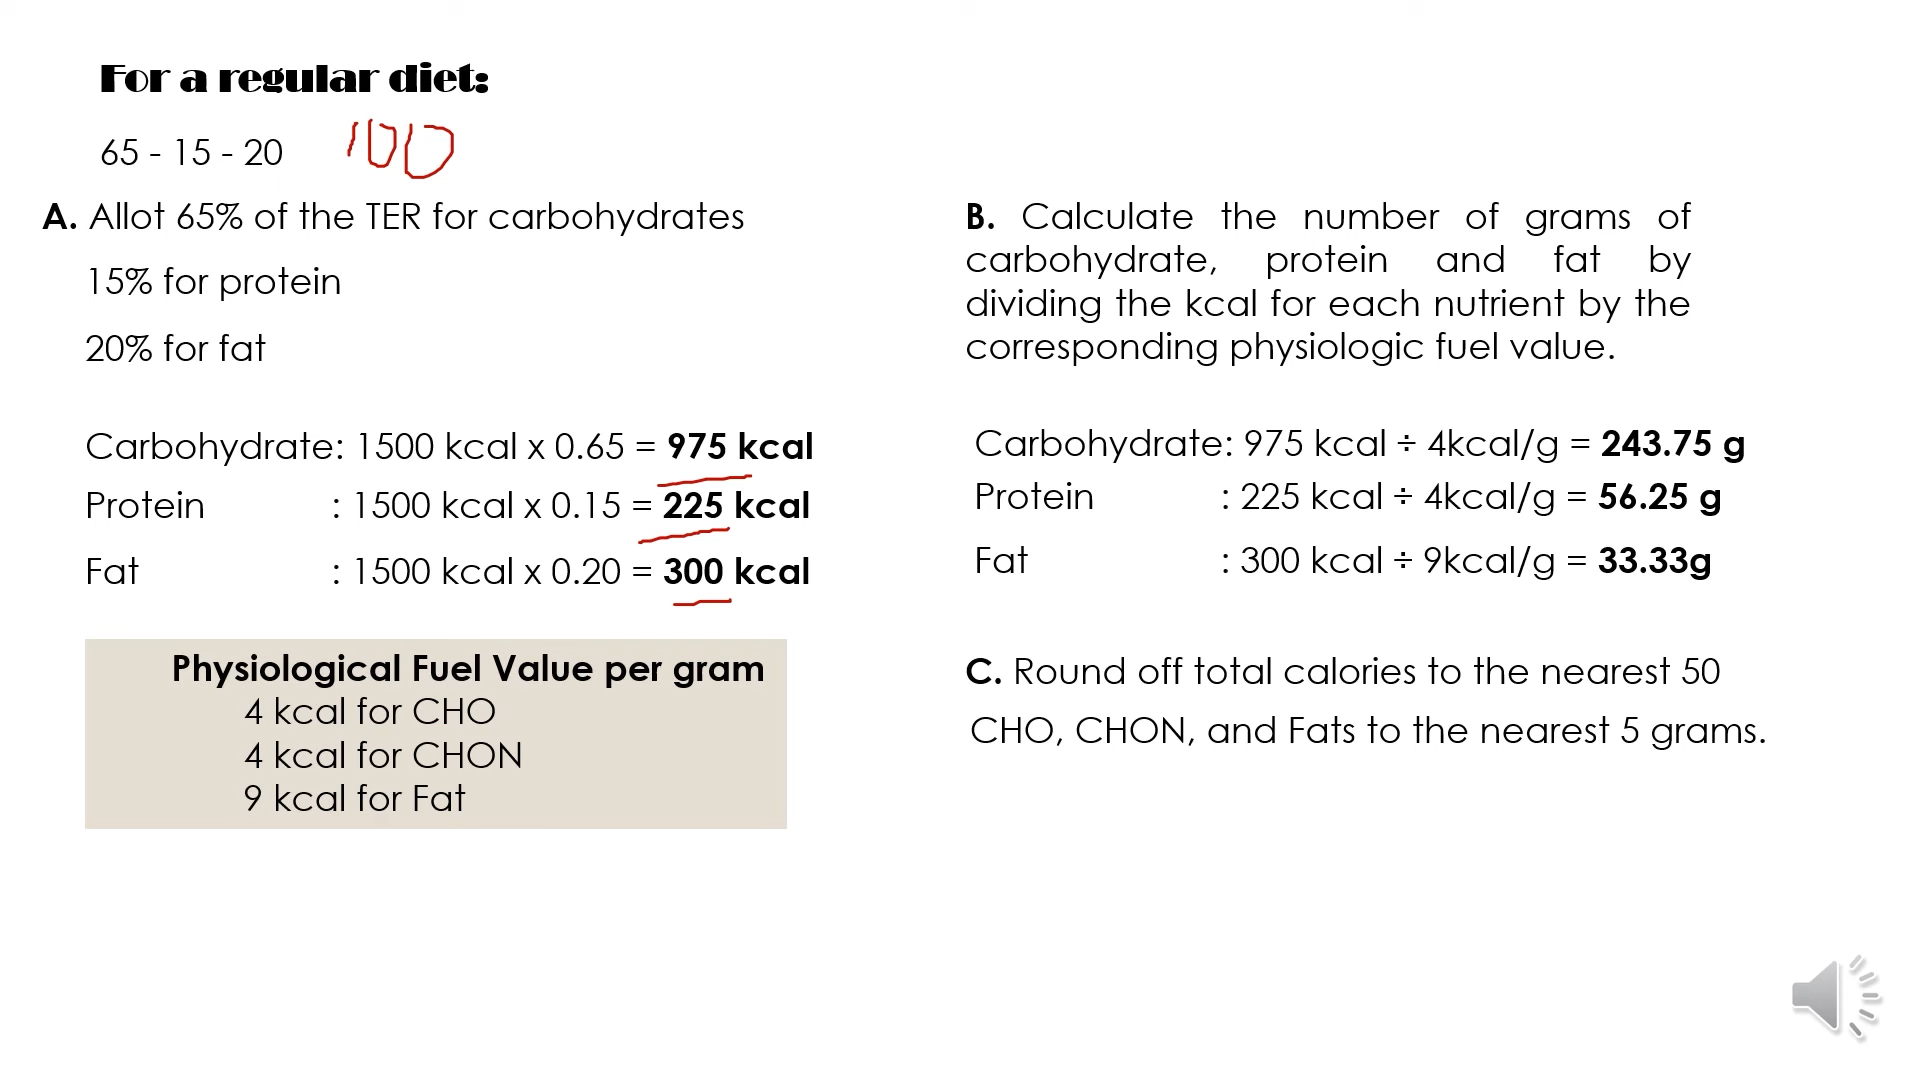 For a regular diet:
65 - 15 - 20 100
A. Allot 65% of the TER for carbohydrates
15% for protein
20% for fat
Carbohydrate: 1500 kcal x 0.65 = 975 kcal
Protein : 1500 kcal x 0.15 = 225 kcal
Fat : 1500 kcal x 0.20 = 300 kcal
Physiological Fuel Value per gram
4 kcal for CHO
4 kcal for CHON
9 kcal for Fat
B. Calculate the number of grams of
carbohydrate, protein and fat by
dividing the kcal for each nutrient by the
corresponding physiologic fuel value.
Carbohydrate: 975 kcal ÷ 4kcal/g = 243.75 g
Protein : 225 kcal ÷ 4kcal/g = 56.25 g
Fat : 300 kcal ÷ 9kcal/g = 33.33g
C. Round off total calories to the nearest 50
CHO, CHON, and Fats to the nearest 5 grams.